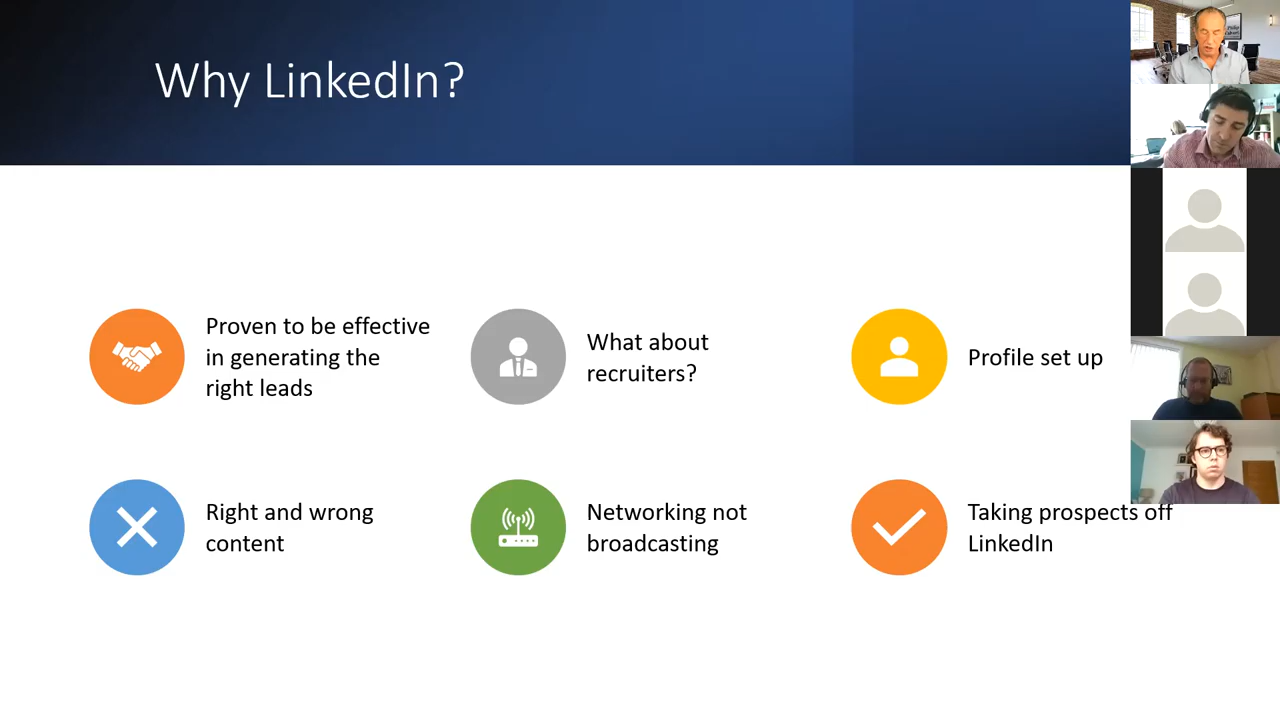 Why LinkedIn?
Proven to be effective
in generating the
right leads
What about
recruiters?
Profile set up
Right and wrong
content
Networking not
broadcasting
Taking prospects off
LinkedIn